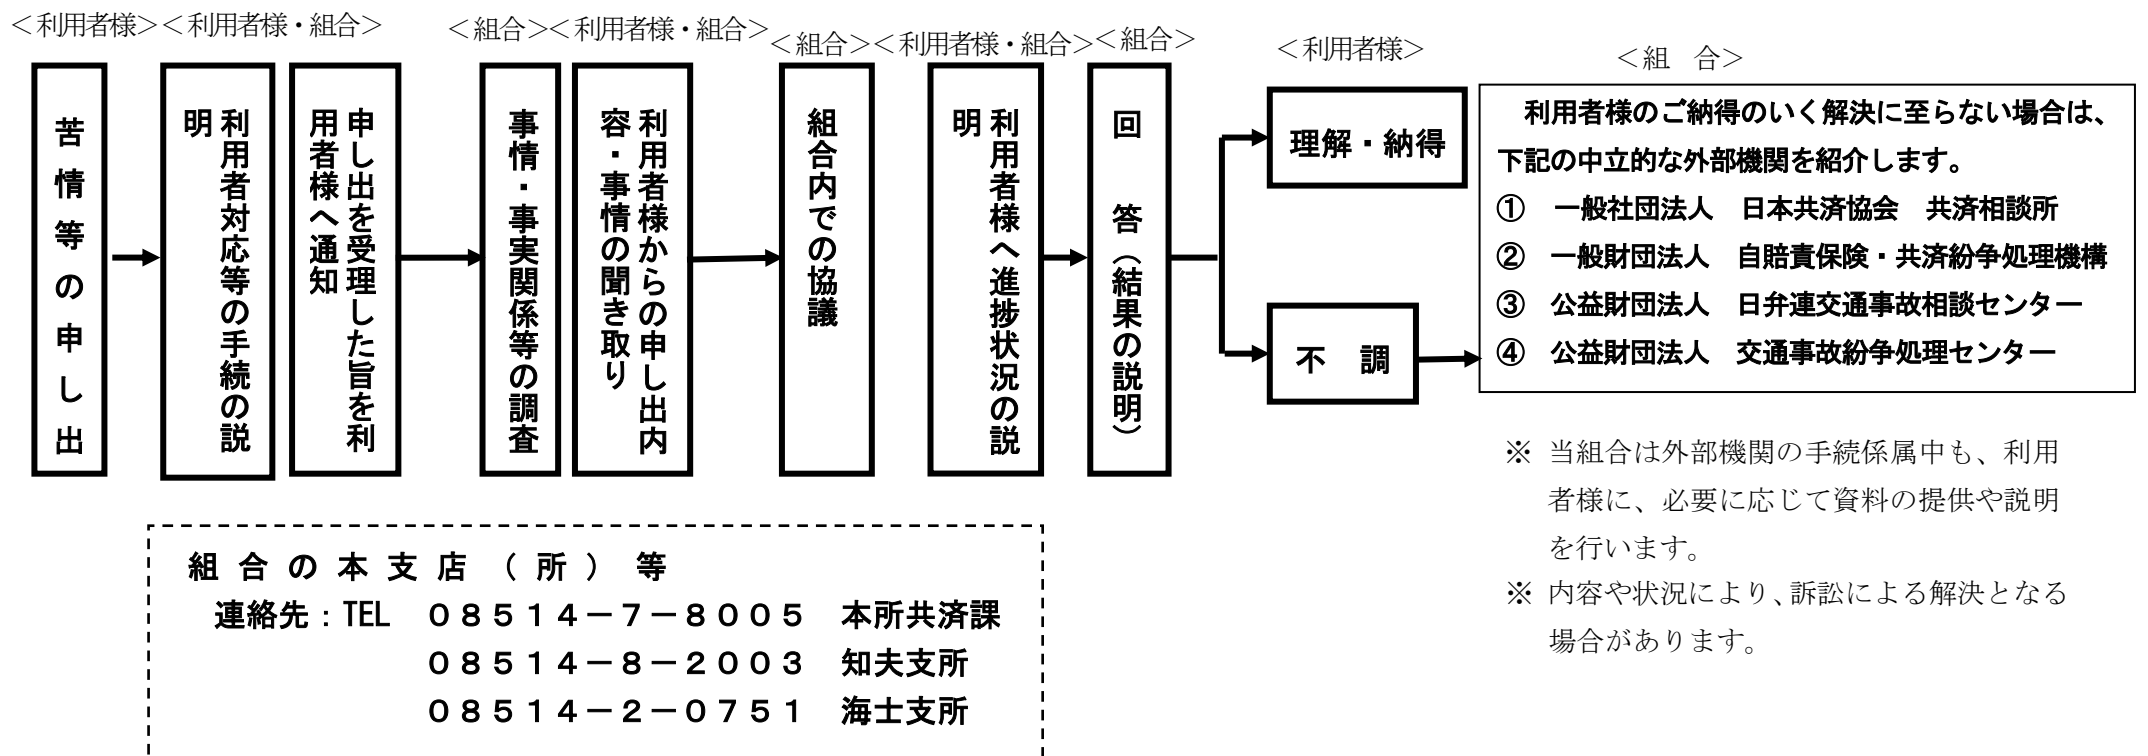 ＜利用者様＞＜利用者様・組合＞
＜組合＞＜利用者様・組合＞
＜組合＞＜利用者様・組合＞＜組合＞
＜利用者様＞
＜組　合＞
苦情等の申し出
利用者対応等の手続の説
明
申し出を受理した旨を利
用者様へ通知
事情・事実関係等の調査
利用者様からの申し出内
容・事情の聞き取り
組合内での協議
利用者様へ進捗状況の説
明
回　答（結果の説明）
理解・納得
不　調
利用者様のご納得のいく解決に至らない場合は、
下記の中立的な外部機関を紹介します。
①　一般社団法人　日本共済協会　共済相談所
②　一般財団法人　自賠責保険・共済紛争処理機構
③　公益財団法人　日弁連交通事故相談センター
④　公益財団法人　交通事故紛争処理センター
※ 当組合は外部機関の手続係属中も、利用
者様に、必要に応じて資料の提供や説明
を行います。
※ 内容や状況により、訴訟による解決となる
場合があります。
組 合 の 本 支 店 （ 所 ） 等
連絡先：TEL　０８５１４－７－８００５　本所共済課
０８５１４－８－２００３　知夫支所
０８５１４－２－０７５１　海士支所